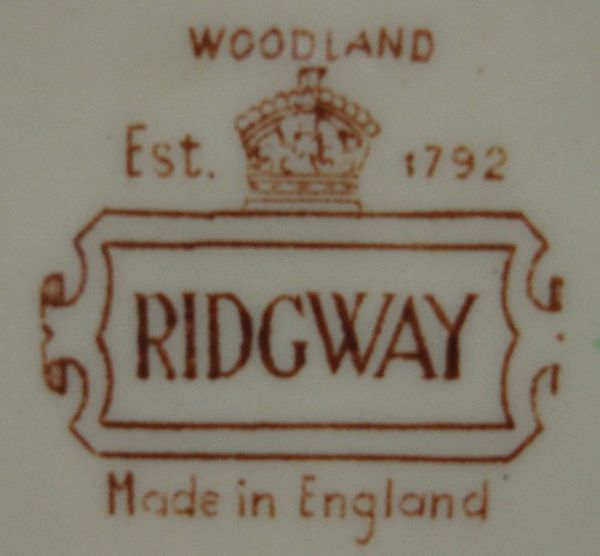 WOODLAND
Est. 1792
RIDGWAY
Made in England